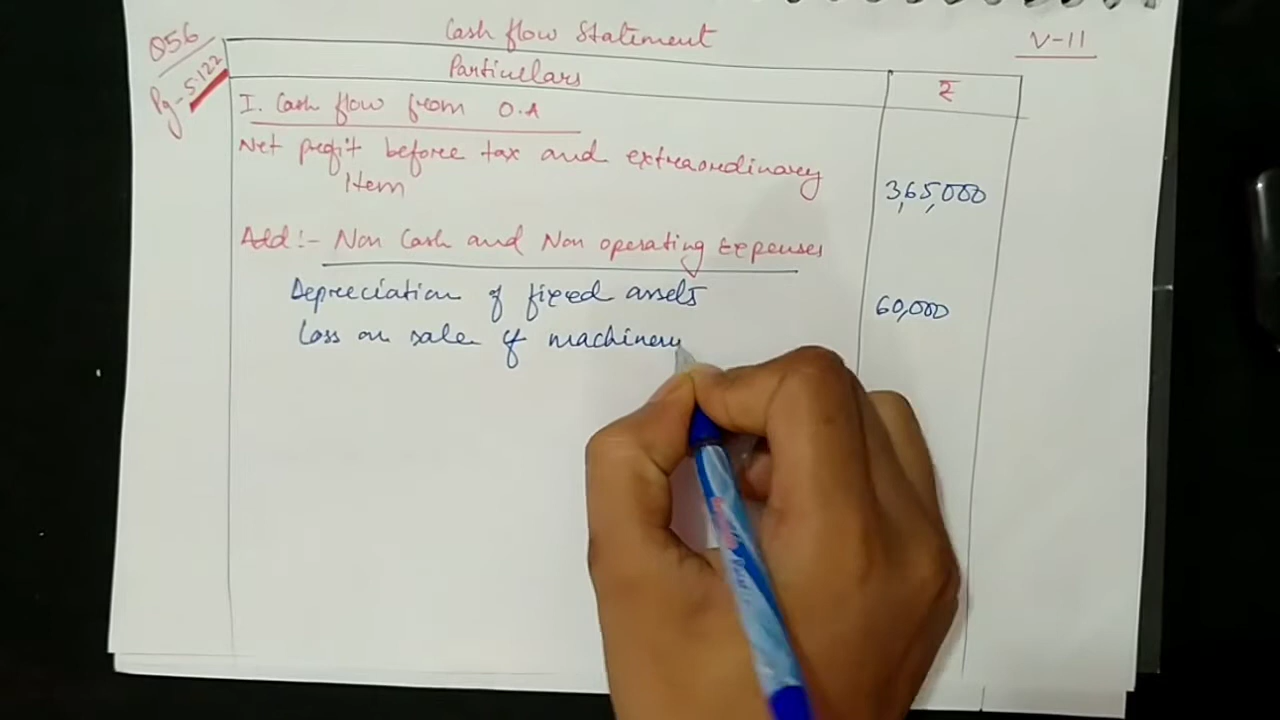 Cash flow Statement
V-11
Q56
Pg-5.122
Particulars
₹
I. Cash flow from O.A
Net profit before tax and extraordinary
Item
3,65,000
Add:- Non Cash and Non operating Expenses
Depreciation of fixed assets
60,000
Loss on sale of machinery